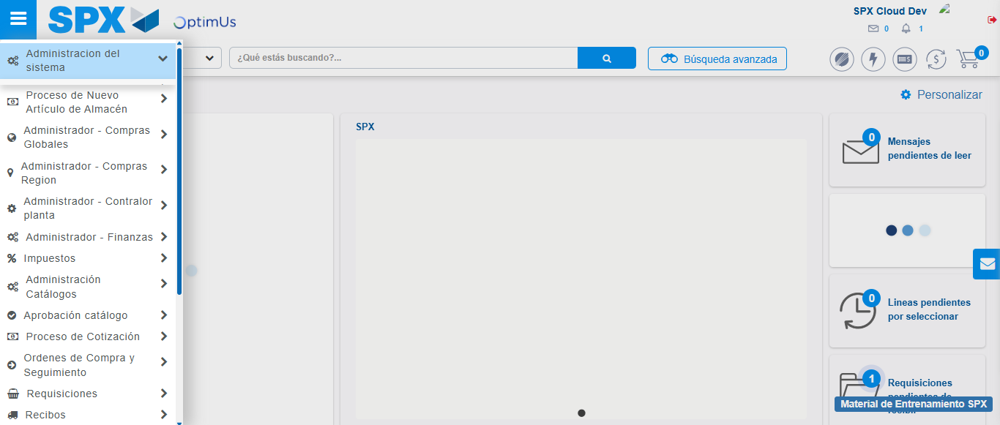 SPX
OptimUs
SPX Cloud Dev
0
1
Administracion del
sistema
¿Qué estás buscando?...
Búsqueda avanzada
0
Personalizar
Proceso de Nuevo
Artículo de Almacén
Administrador - Compras
Globales
Administrador - Compras
Region
Administrador - Contralor
planta
Administrador - Finanzas
Impuestos
Administración
Catálogos
Aprobación catálogo
Proceso de Cotización
Ordenes de Compra y
Seguimiento
Requisiciones
Recibos
SPX
0
Mensajes
pendientes de leer
0
Lineas pendientes
por seleccionar
1
Requisiciones
pendientes de
recibir
Material de Entrenamiento SPX